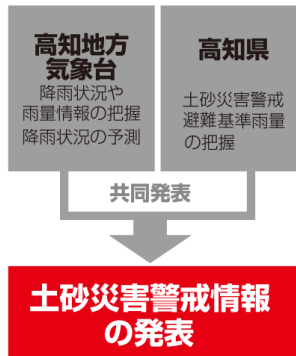 高知地方
気象台
降雨状況や
雨量情報の把握
降雨状況の予測
高知県
土砂災害警戒
避難基準雨量
の把握
共同発表
土砂災害警戒情報
の発表